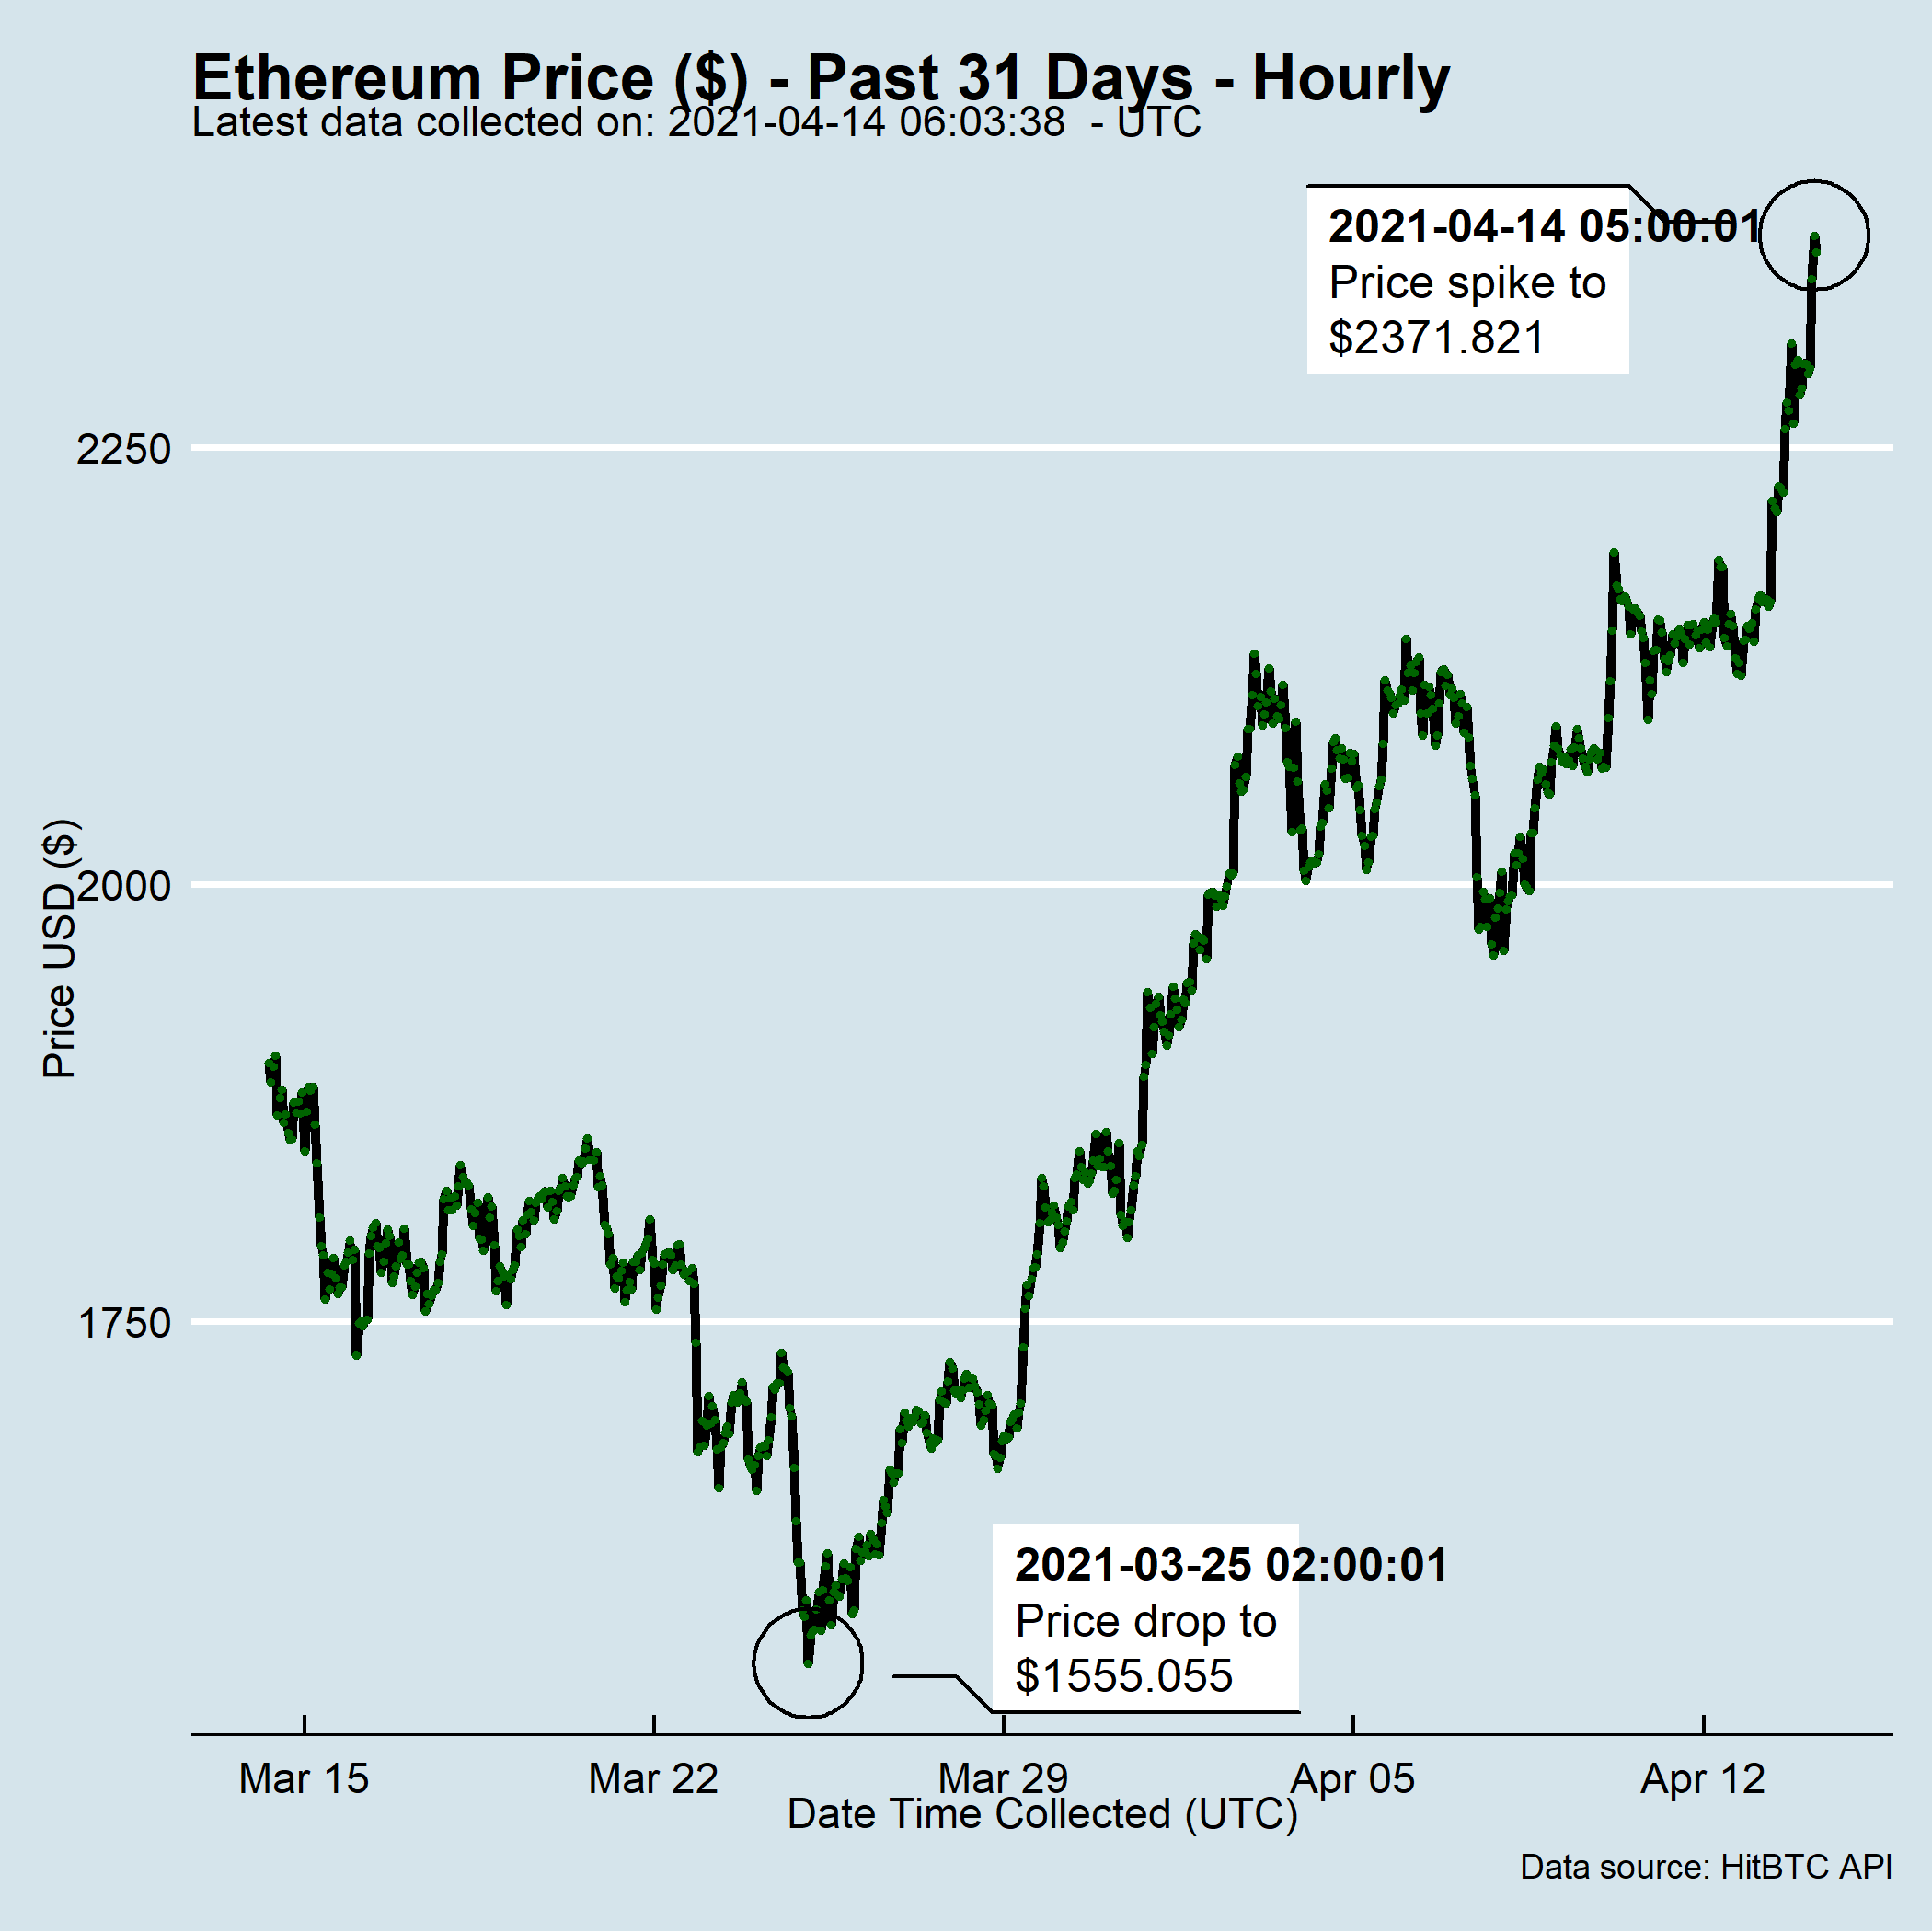 Ethereum Price ($) - Past 31 Days - Hourly
Latest data collected on: 2021-04-14 06:03:38  - UTC
2021-04-14 05:00:01
Price spike to
$2371.821
2250
2000
1750
Price USD ($)
2021-03-25 02:00:01
Price drop to
$1555.055
Mar 15
Mar 22
Mar 29
Apr 05
Apr 12
Date Time Collected (UTC)
Data source: HitBTC API